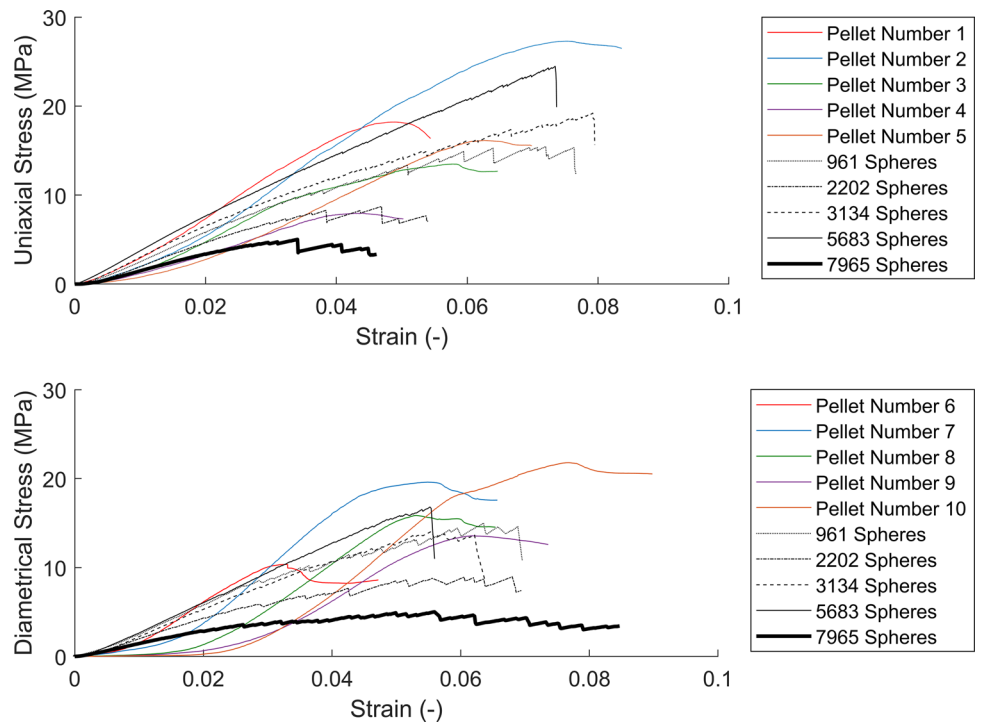 Uniaxial Stress (MPa)
30
20
10
0
0
0.02
0.04
0.06
0.08
0.1
Strain (-)
Pellet Number 1
Pellet Number 2
Pellet Number 3
Pellet Number 4
Pellet Number 5
961 Spheres
2202 Spheres
3134 Spheres
5683 Spheres
7965 Spheres
Diametrical Stress (MPa)
30
20
10
0
0
0.02
0.04
0.06
0.08
0.1
Strain (-)
Pellet Number 6
Pellet Number 7
Pellet Number 8
Pellet Number 9
Pellet Number 10
961 Spheres
2202 Spheres
3134 Spheres
5683 Spheres
7965 Spheres